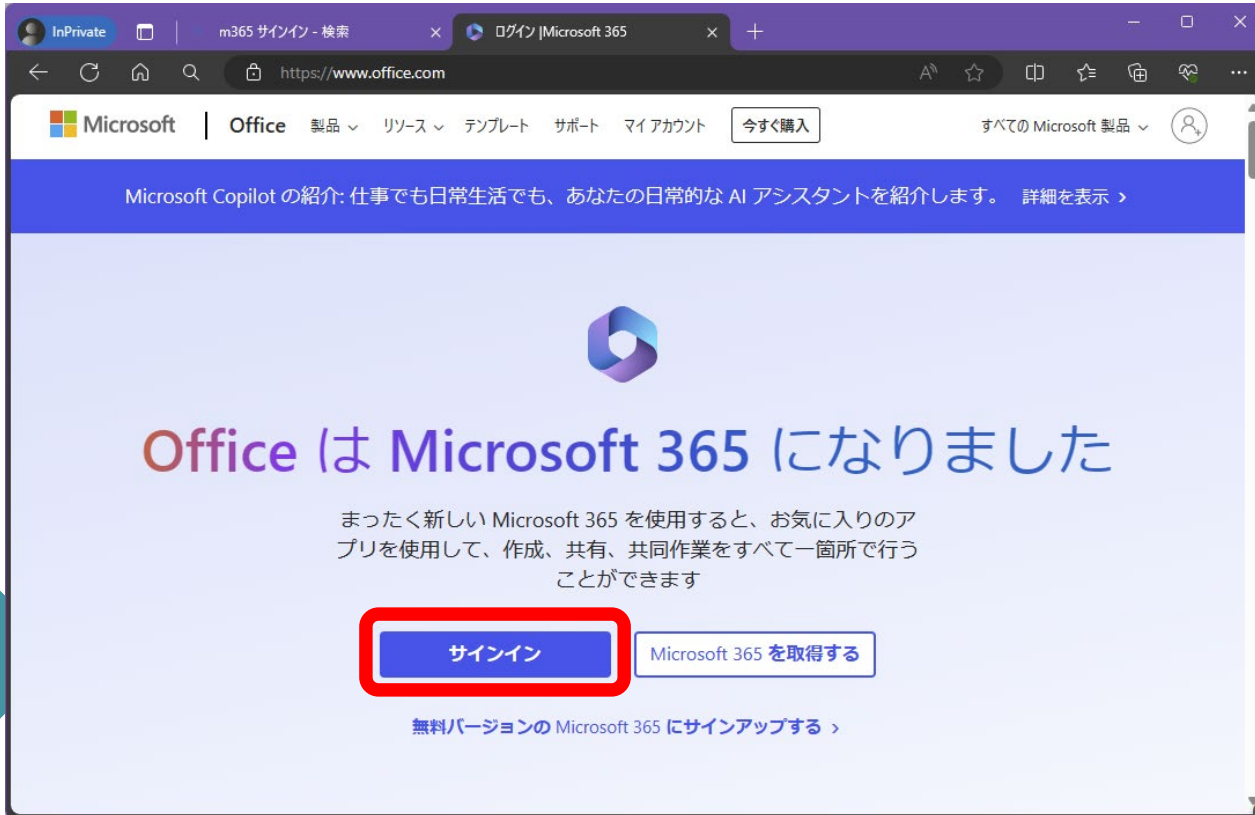 InPrivate
m365 サインイン - 検索
ログイン |Microsoft 365
https://www.office.com
Microsoft
Office
製品
リソース
テンプレート
サポート
マイ アカウント
今すぐ購入
すべての Microsoft 製品
Microsoft Copilot の紹介: 仕事でも日常生活でも、あなたの日常的な AI アシスタントを紹介します。 詳細を表示 >
Office は Microsoft 365 になりました
まったく新しい Microsoft 365 を使用すると、お気に入りのア
プリを使用して、作成、共有、共同作業をすべて一箇所で行う
ことができます
サインイン
Microsoft 365 を取得する
無料バージョンの Microsoft 365 にサインアップする >